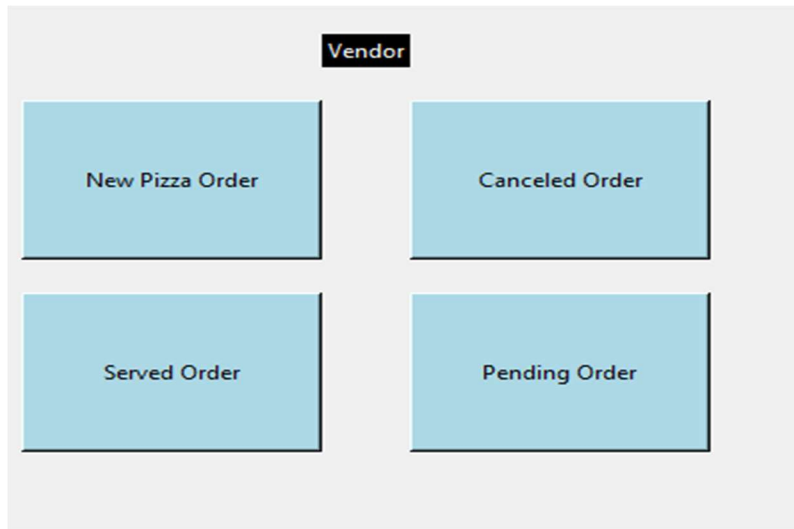 Vendor
New Pizza Order
Canceled Order
Served Order
Pending Order